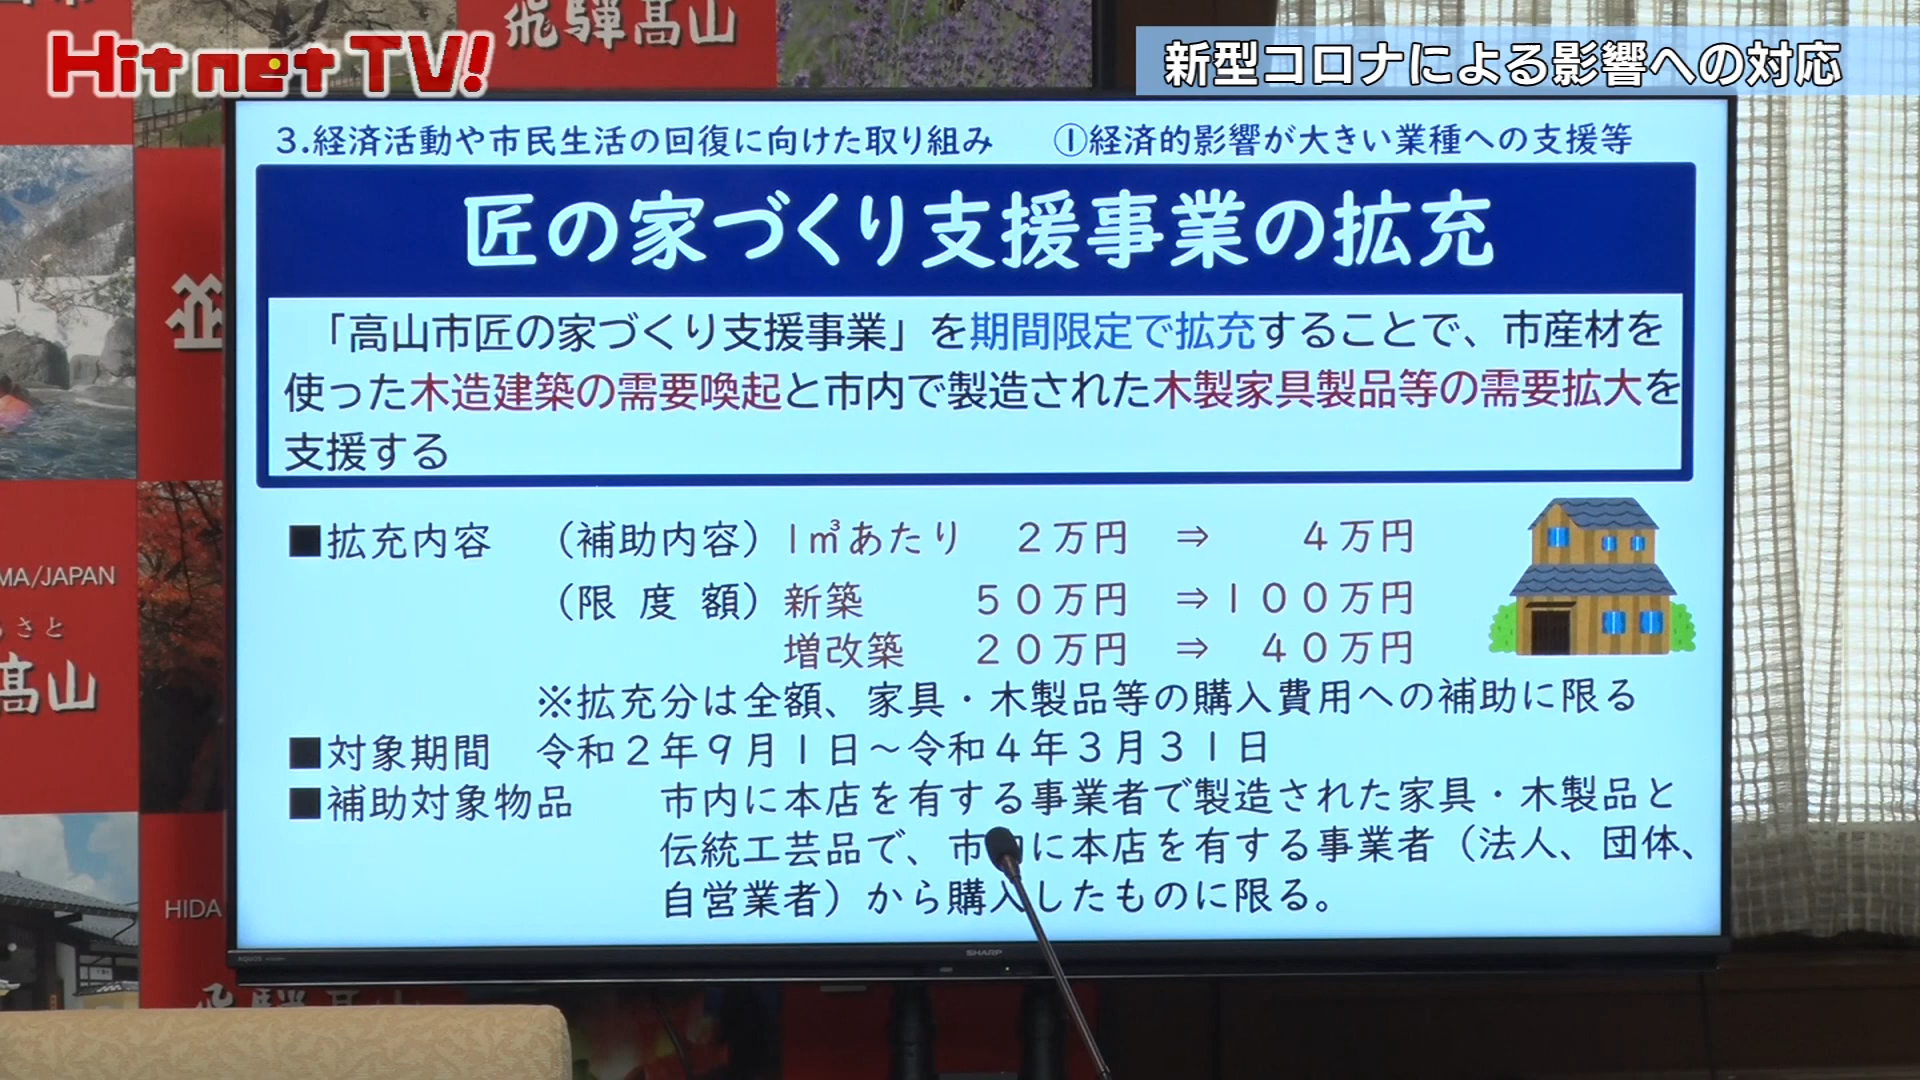 飛騨高山
Hit net TV!
新型コロナによる影響への対応
3.経済活動や市民生活の回復に向けた取り組み ①経済的影響が大きい業種への支援等
匠の家づくり支援事業の拡充
「高山市匠の家づくり支援事業」を期間限定で拡充することで、市産材を
使った木造建築の需要喚起と市内で製造された木製家具製品等の需要拡大を
支援する
■拡充内容 （補助内容）1㎥あたり 2万円 ⇒ 4万円
（限度額）新築 50万円 ⇒100万円
増改築 20万円 ⇒ 40万円
※拡充分は全額、家具・木製品等の購入費用への補助に限る
■対象期間 令和2年9月1日～令和4年3月31日
■補助対象物品 市内に本店を有する事業者で製造された家具・木製品と
伝統工芸品で、市内に本店を有する事業者（法人、団体、
自営業者）から購入したものに限る。
MA/JAPAN
さと
高山
HIDA
SHARP
AQUOS
飛騨高山